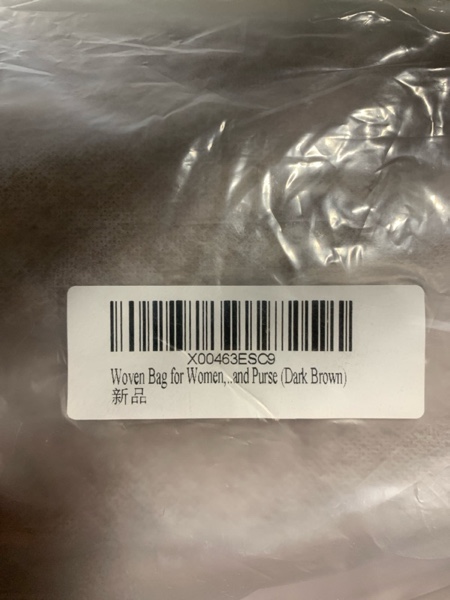 X00463ESC9
Woven Bag for Women,...and Purse (Dark Brown)
新品